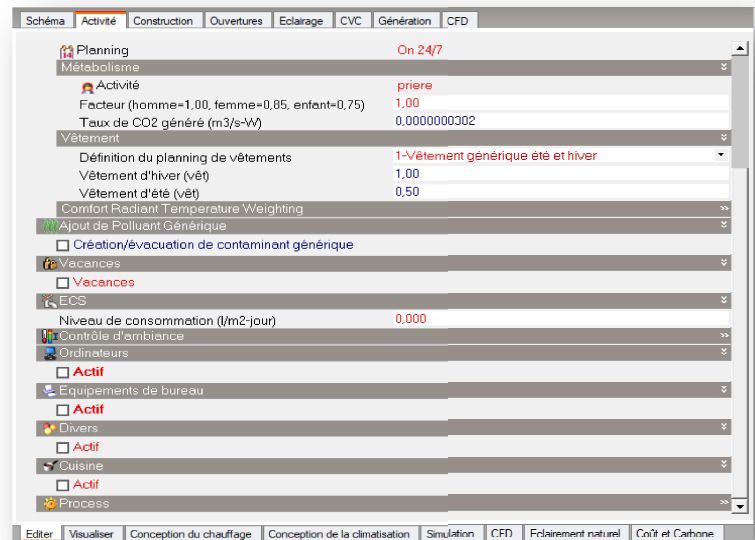 Schéma Activité Construction Ouvertures Eclairage CVC Génération CFD
Planning On 24/7
Métabolisme
Activité priere
Facteur (homme=1,00, femme=0,85, enfant=0,75) 1,00
Taux de CO2 généré (m3/s-W) 0,0000000302
Vêtement
Définition du planning de vêtements 1-Vêtement générique été et hiver
Vêtement d'hiver (vêt) 1,00
Vêtement d'été (vêt) 0,50
Comfort Radiant Temperature Weighting
Ajout de Polluant Générique
Création/évacuation de contaminant générique
Vacances
Vacances
ECS
Niveau de consommation (l/m2-jour) 0,000
Contrôle d'ambiance
Ordinateurs
Actif
Equipements de bureau
Actif
Divers
Actif
Cuisine
Actif
Process
Editer Visualiser Conception du chauffage Conception de la climatisation Simulation CFD Eclairement naturel Coût et Carbone